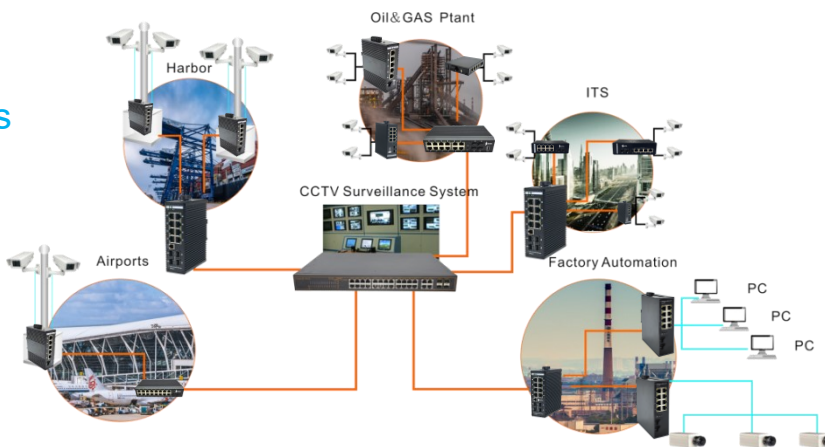 Oil&GAS Ptant
Harbor
ITS
s
CCTV Surveillance System
Airports
Factory Automation
PC
PC
PC